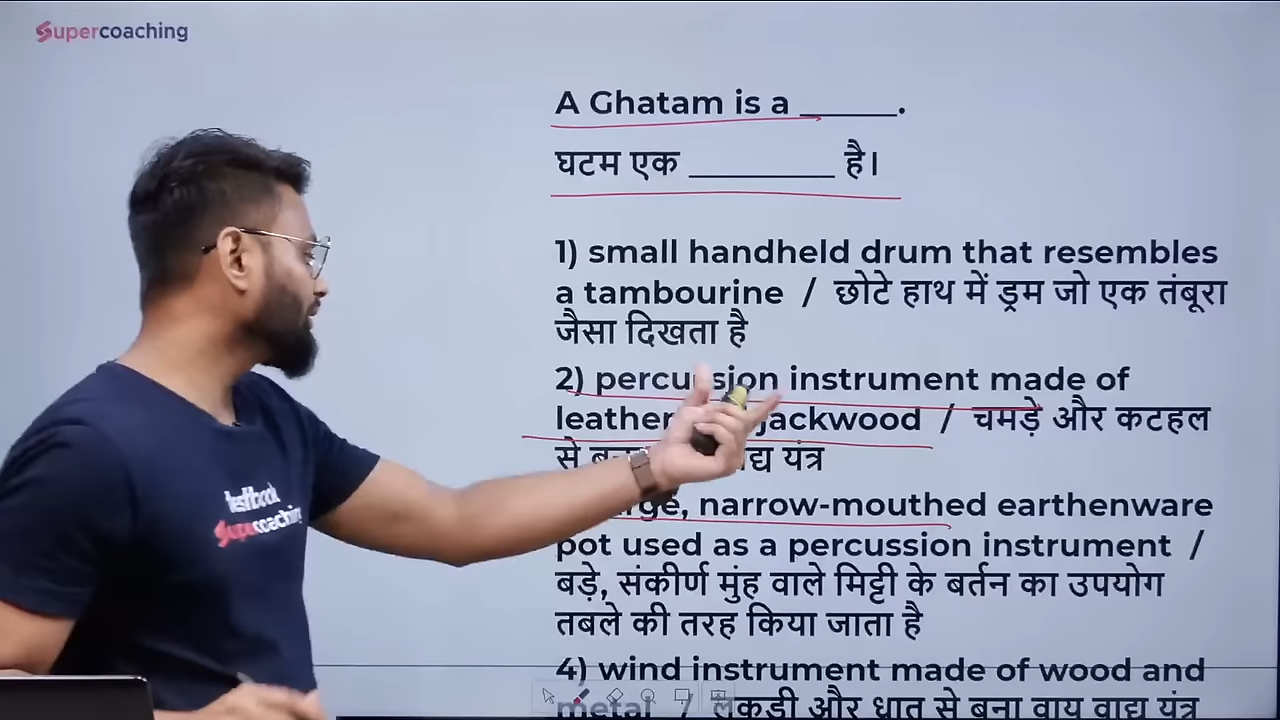 Supercoaching
A Ghatam is a ______.
घटम एक _________ है।
1) small handheld drum that resembles
a tambourine / छोटे हाथ में ड्रम जो एक तंबूरा
जैसा दिखता है
2) percussion instrument made of
leather jackwood / चमड़े और कटहल
से यंत्र
narrow-mouthed earthenware
pot used as a percussion instrument /
बड़े, संकीर्ण मुंह वाले मिट्टी के बर्तन का उपयोग
तबले की तरह किया जाता है
4) wind instrument made of wood and
metal / लकड़ी और धातु से बना वायु वाद्य यंत्र
testbook
Supercoaching